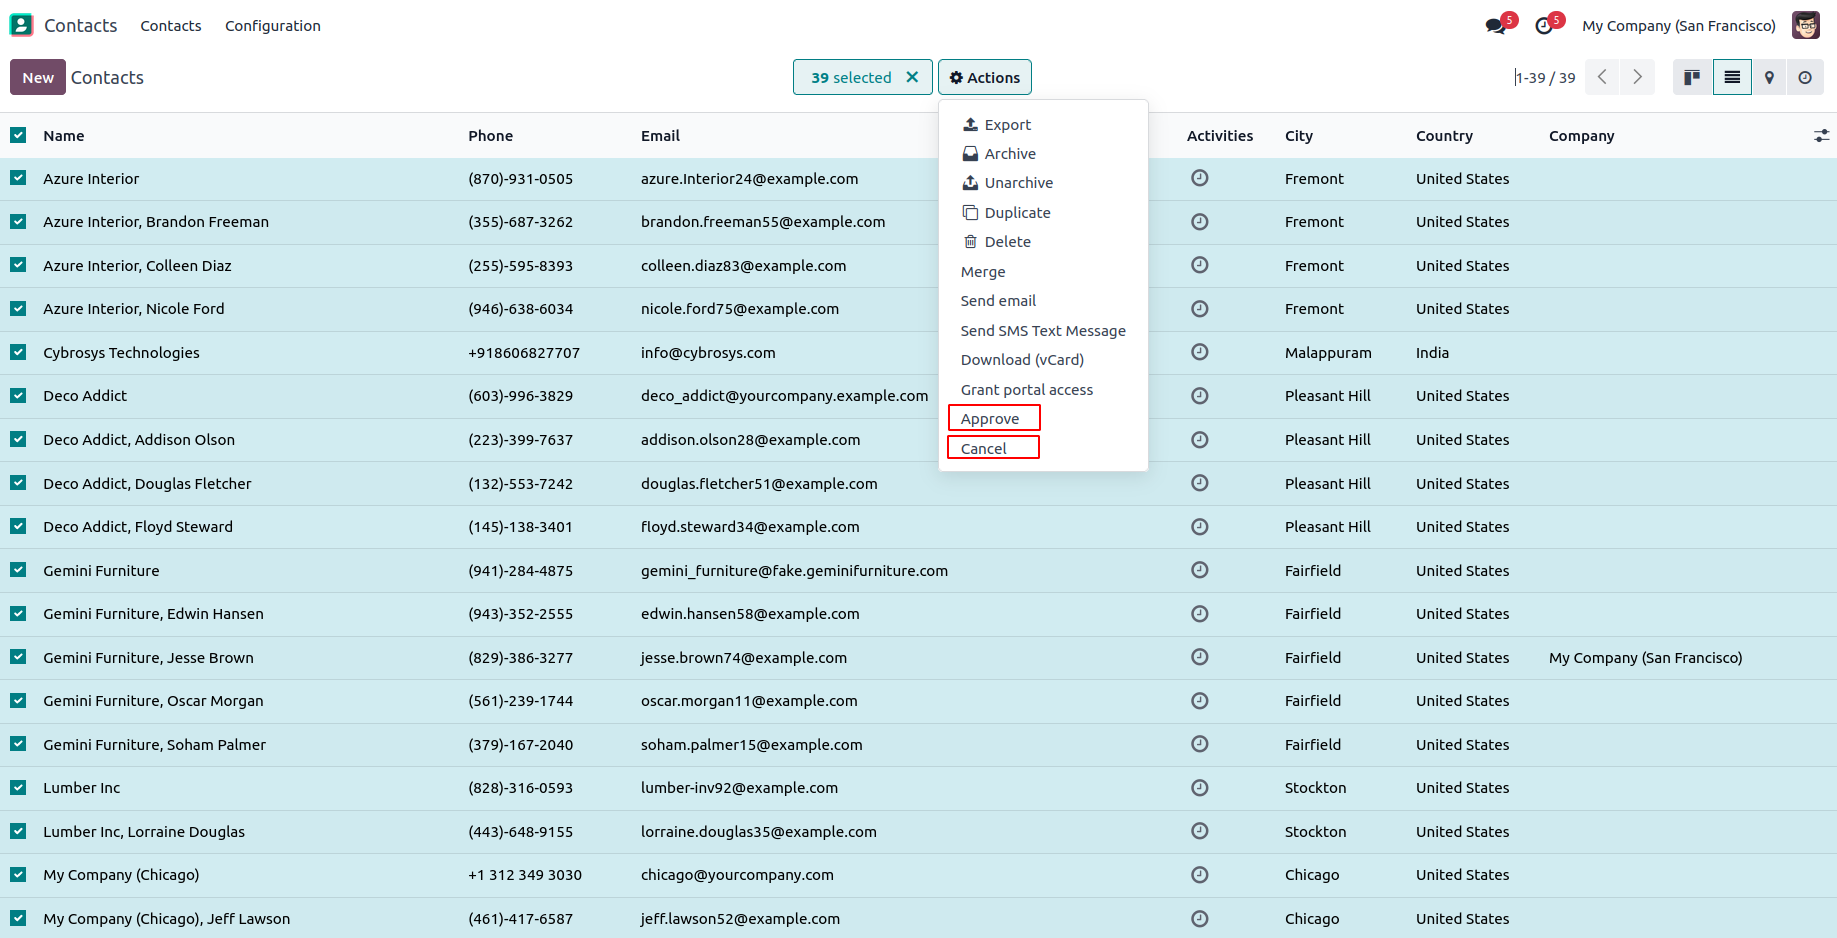 Contacts Contacts Configuration 5 5 My Company (San Francisco)
New Contacts 39 selected Actions 1-39 / 39
Export
Archive
Unarchive
Duplicate
Delete
Merge
Send email
Send SMS Text Message
Download (vCard)
Grant portal access
Approve
Cancel
Name Phone Email Activities City Country Company
Azure Interior (870)-931-0505 azure.Interior24@example.com Fremont United States
Azure Interior, Brandon Freeman (355)-687-3262 brandon.freeman55@example.com Fremont United States
Azure Interior, Colleen Diaz (255)-595-8393 colleen.diaz83@example.com Fremont United States
Azure Interior, Nicole Ford (946)-638-6034 nicole.ford75@example.com Fremont United States
Cybrosys Technologies +918606827707 info@cybrosys.com Malappuram India
Deco Addict (603)-996-3829 deco_addict@yourcompany.example.com Pleasant Hill United States
Deco Addict, Addison Olson (223)-399-7637 addison.olson28@example.com Pleasant Hill United States
Deco Addict, Douglas Fletcher (132)-553-7242 douglas.fletcher51@example.com Pleasant Hill United States
Deco Addict, Floyd Steward (145)-138-3401 floyd.steward34@example.com Pleasant Hill United States
Gemini Furniture (941)-284-4875 gemini_furniture@fake.geminifurniture.com Fairfield United States
Gemini Furniture, Edwin Hansen (943)-352-2555 edwin.hansen58@example.com Fairfield United States
Gemini Furniture, Jesse Brown (829)-386-3277 jesse.brown74@example.com Fairfield United States My Company (San Francisco)
Gemini Furniture, Oscar Morgan (561)-239-1744 oscar.morgan11@example.com Fairfield United States
Gemini Furniture, Soham Palmer (379)-167-2040 soham.palmer15@example.com Fairfield United States
Lumber Inc (828)-316-0593 lumber-inv92@example.com Stockton United States
Lumber Inc, Lorraine Douglas (443)-648-9155 lorraine.douglas35@example.com Stockton United States
My Company (Chicago) +1 312 349 3030 chicago@yourcompany.com Chicago United States
My Company (Chicago), Jeff Lawson (461)-417-6587 jeff.lawson52@example.com Chicago United States